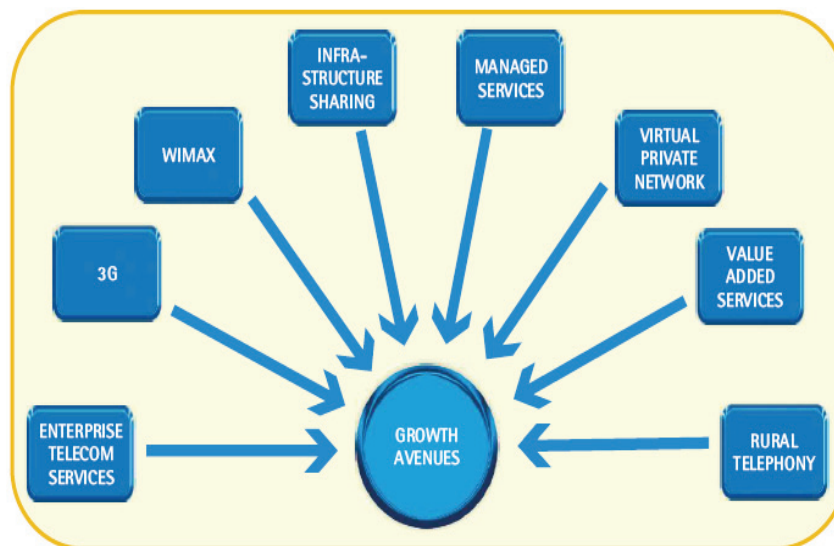 INFRA-
STRUCTURE
SHARING
MANAGED
SERVICES
WIMAX
VIRTUAL
PRIVATE
NETWORK
3G
VALUE
ADDED
SERVICES
ENTERPRISE
TELECOM
SERVICES
GROWTH
AVENUES
RURAL
TELEPHONY